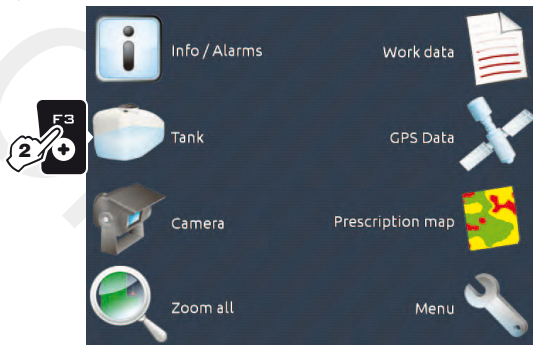 Info / Alarms
Work data
F3
2
Tank
GPS Data
Camera
Prescription map
Zoom all
Menu